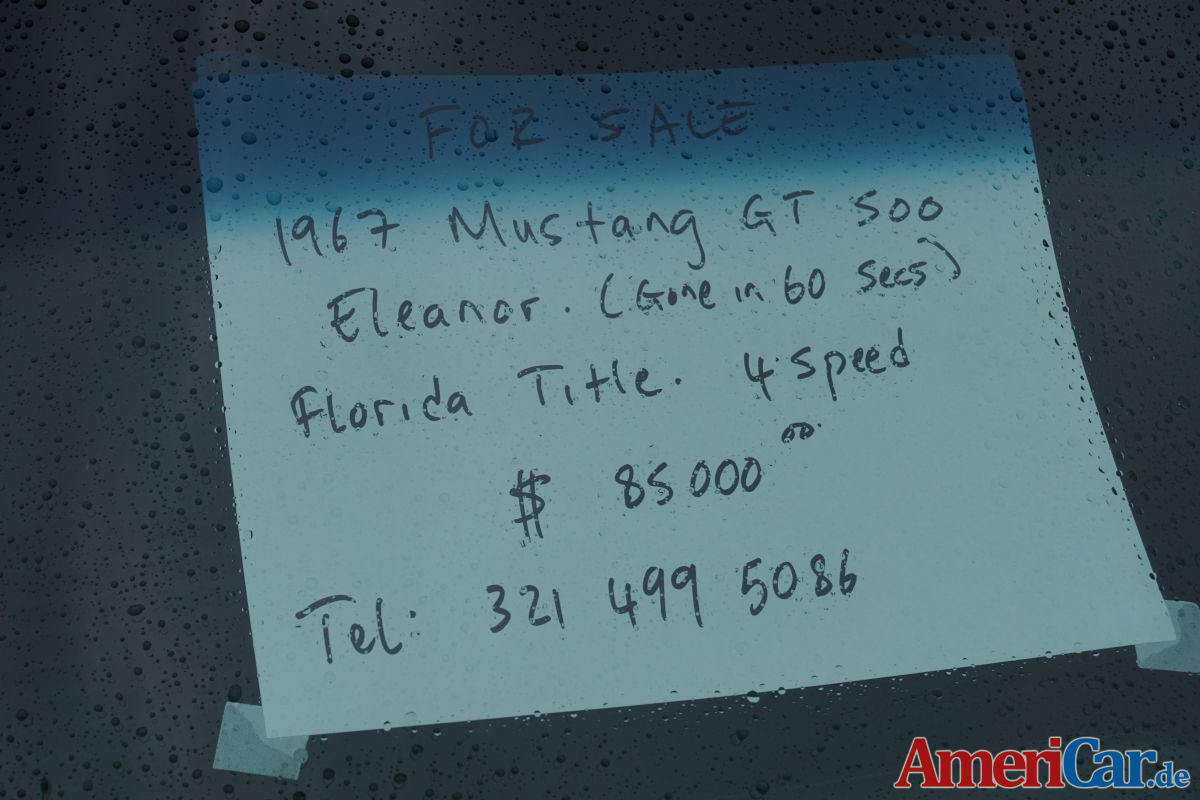 FOR SALE.
1967 Mustang GT 500
Eleanor. (Gone in 60 secs)
Florida Title. 4 speed
$ 85000 00.
Tel: 321 499 5086
AmeriCar.de